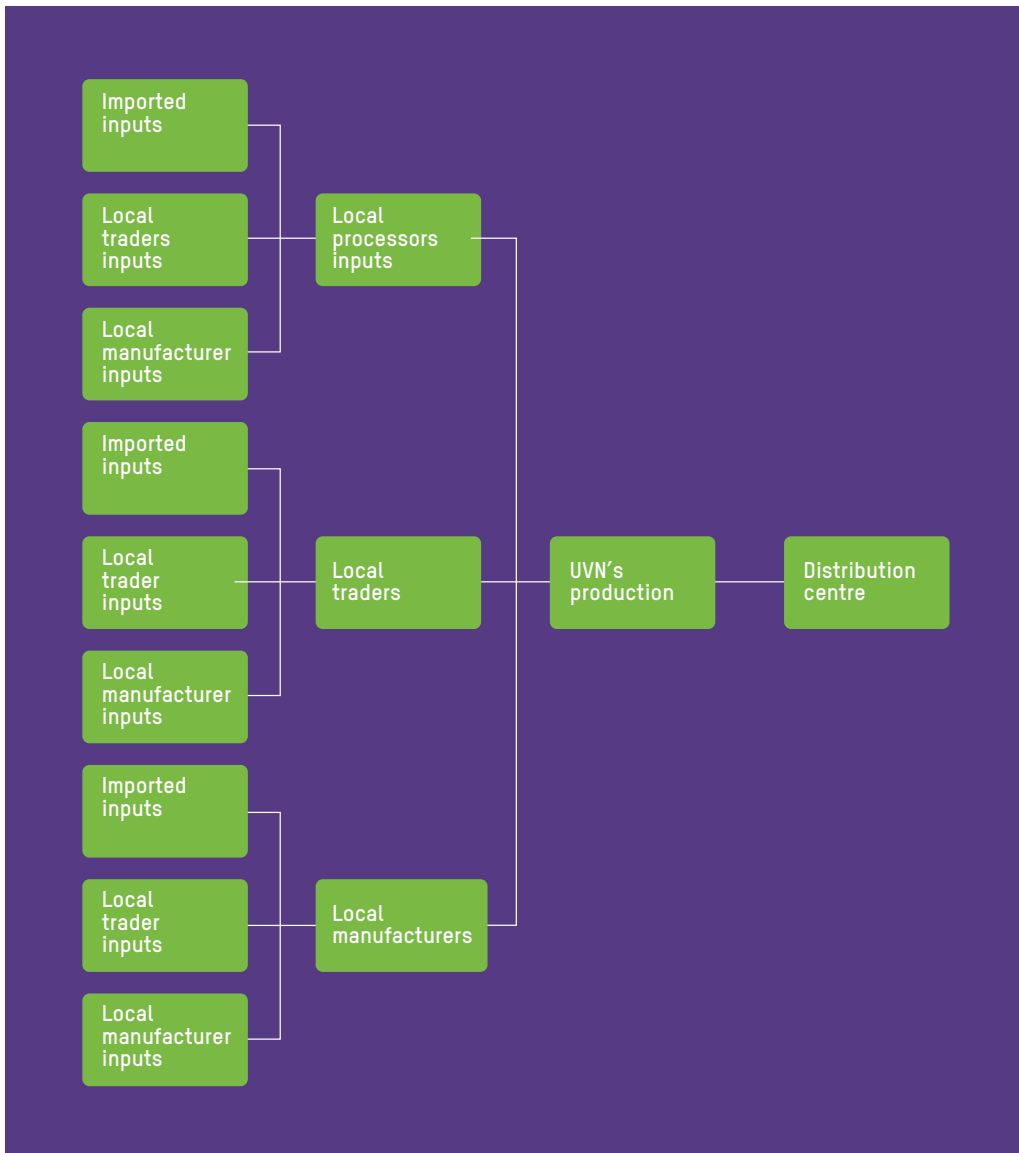 Imported
inputs
Local
traders
inputs
Local
manufacturer
inputs
Local
processors
inputs
Imported
inputs
Local
trader
inputs
Local
manufacturer
inputs
Local
traders
UVN’s
production
Distribution
centre
Imported
inputs
Local
trader
inputs
Local
manufacturer
inputs
Local
manufacturers